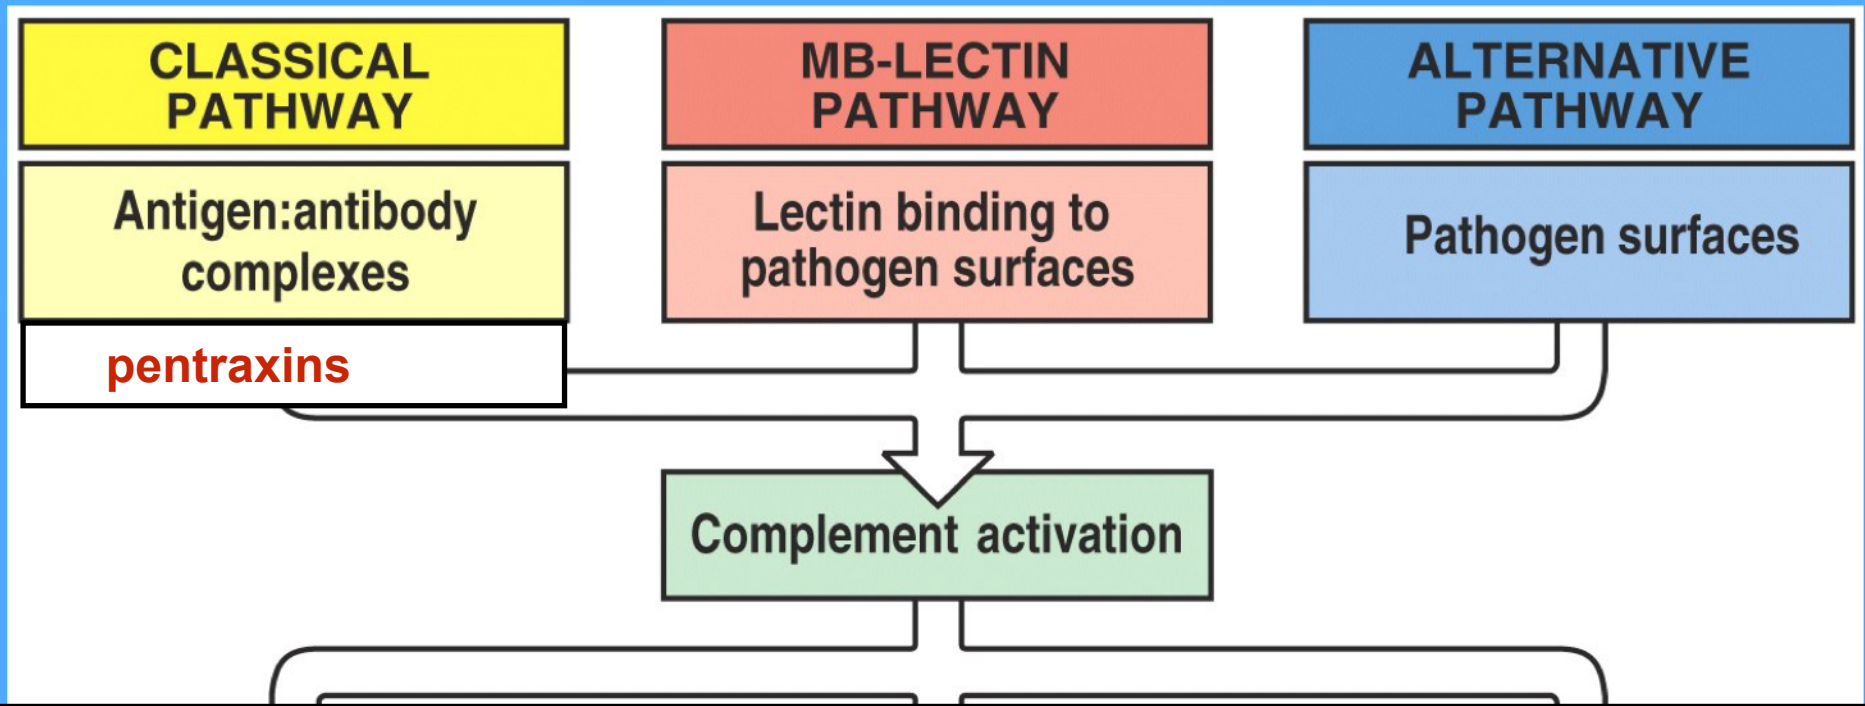 CLASSICAL
PATHWAY
Antigen:antibody
complexes
pentraxins
MB-LECTIN
PATHWAY
Lectin binding to
pathogen surfaces
ALTERNATIVE
PATHWAY
Pathogen surfaces
Complement activation